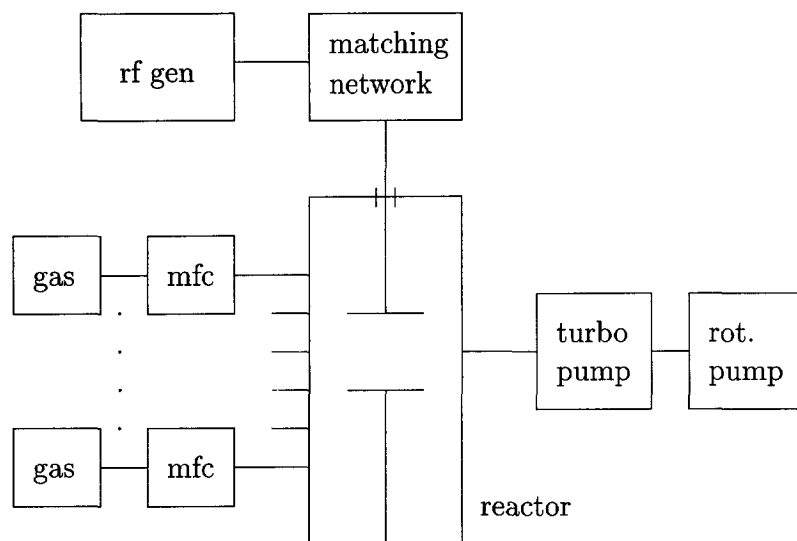 rf gen
matching
network
gas
mfc
turbo
pump
rot.
pump
gas
mfc
reactor